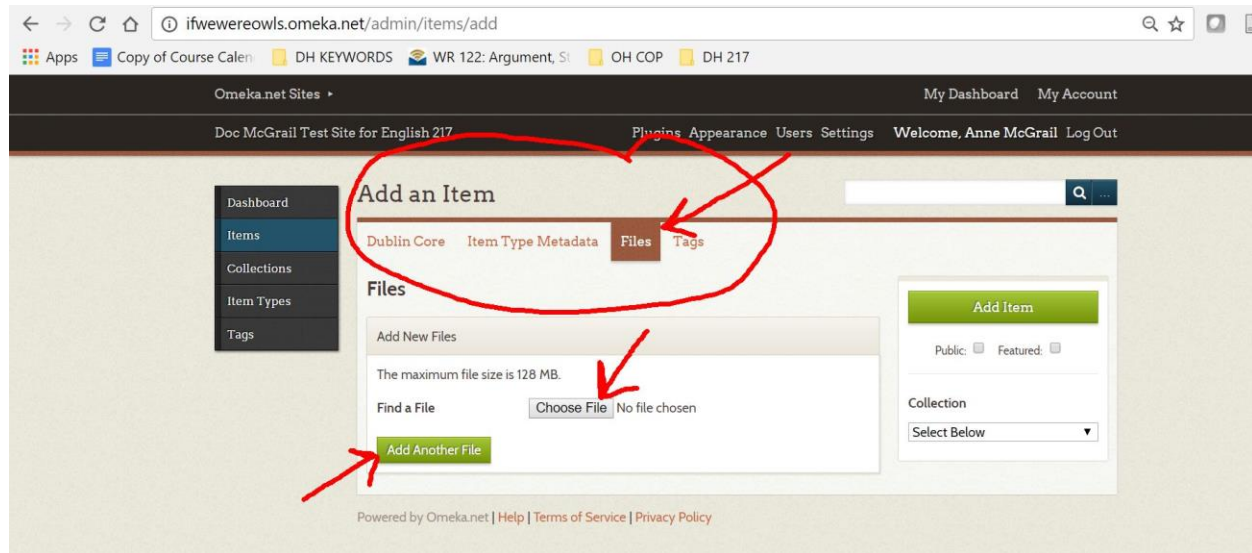 ifwewereowls.omeka.net/admin/items/add
Apps Copy of Course Calen DH KEYWORDS WR 122: Argument, St OH COP DH 217
Omeka.net Sites My Dashboard My Account
Doc McGrail Test Site for English 217 Plugins Appearance Users Settings Welcome, Anne McGrail Log Out
Add an Item ...
Dashboard
Items
Collections
Item Types
Tags
Dublin Core Item Type Metadata Files Tags
Files
Add New Files
The maximum file size is 128 MB.
Find a File Choose File No file chosen
Add Another File
Add Item
Public: Featured:
Collection
Select Below
Powered by Omeka.net | Help | Terms of Service | Privacy Policy